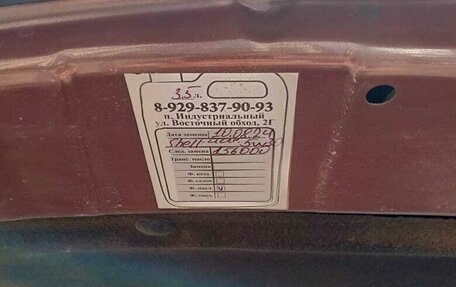 3,5 л.
8-929-837-90-93
п. Индустриальный
ул. Восточный обход, 2Г
Дата замены 10.08.24
Shell 5w30
След. замена 156000
Транс. масло
Замена
Ф. возд.
Ф. салон.
Ф. масл. V
Ф. топл.